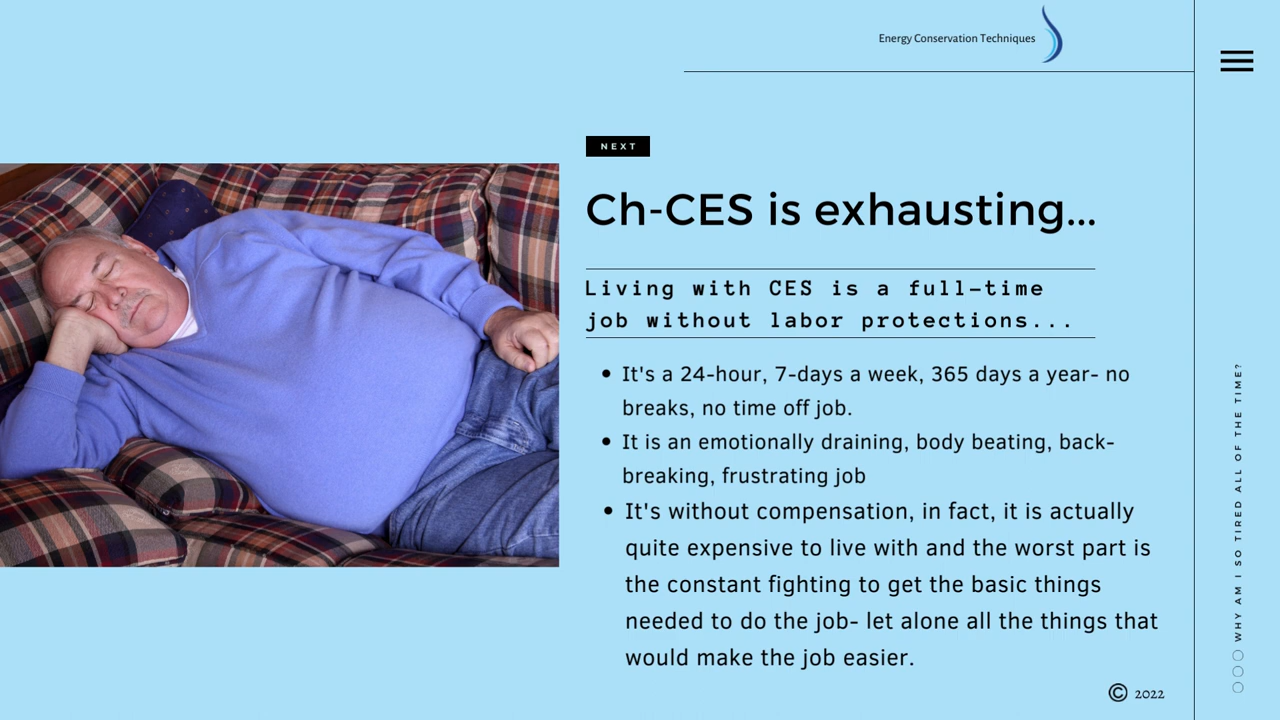 Energy Conservation Techniques
NEXT
Ch-CES is exhausting...
Living with CES is a full-time
job without labor protections...
• It's a 24-hour, 7-days a week, 365 days a year- no
breaks, no time off job.
• It is an emotionally draining, body beating, back-
breaking, frustrating job
• It's without compensation, in fact, it is actually
quite expensive to live with and the worst part is
the constant fighting to get the basic things
needed to do the job- let alone all the things that
would make the job easier.
© 2022
WHY AM I SO TIRED ALL OF THE TIME?